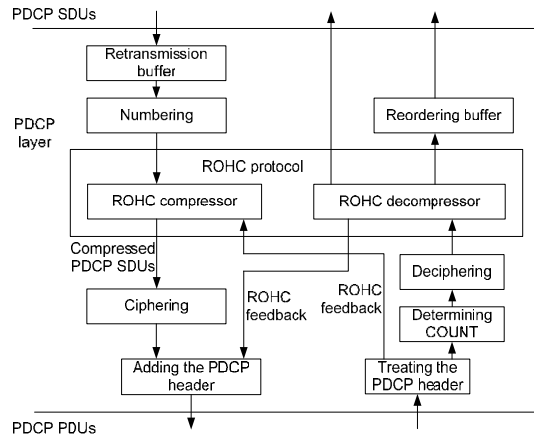 PDCP SDUs
Retransmission
buffer
Numbering
Reordering buffer
PDCP
layer
ROHC protocol
ROHC compressor
ROHC decompressor
Compressed
PDCP SDUs
Deciphering
Ciphering
ROHC
feedback
ROHC
feedback
Determining
COUNT
Adding the PDCP
header
Treating the
PDCP header
PDCP PDUs